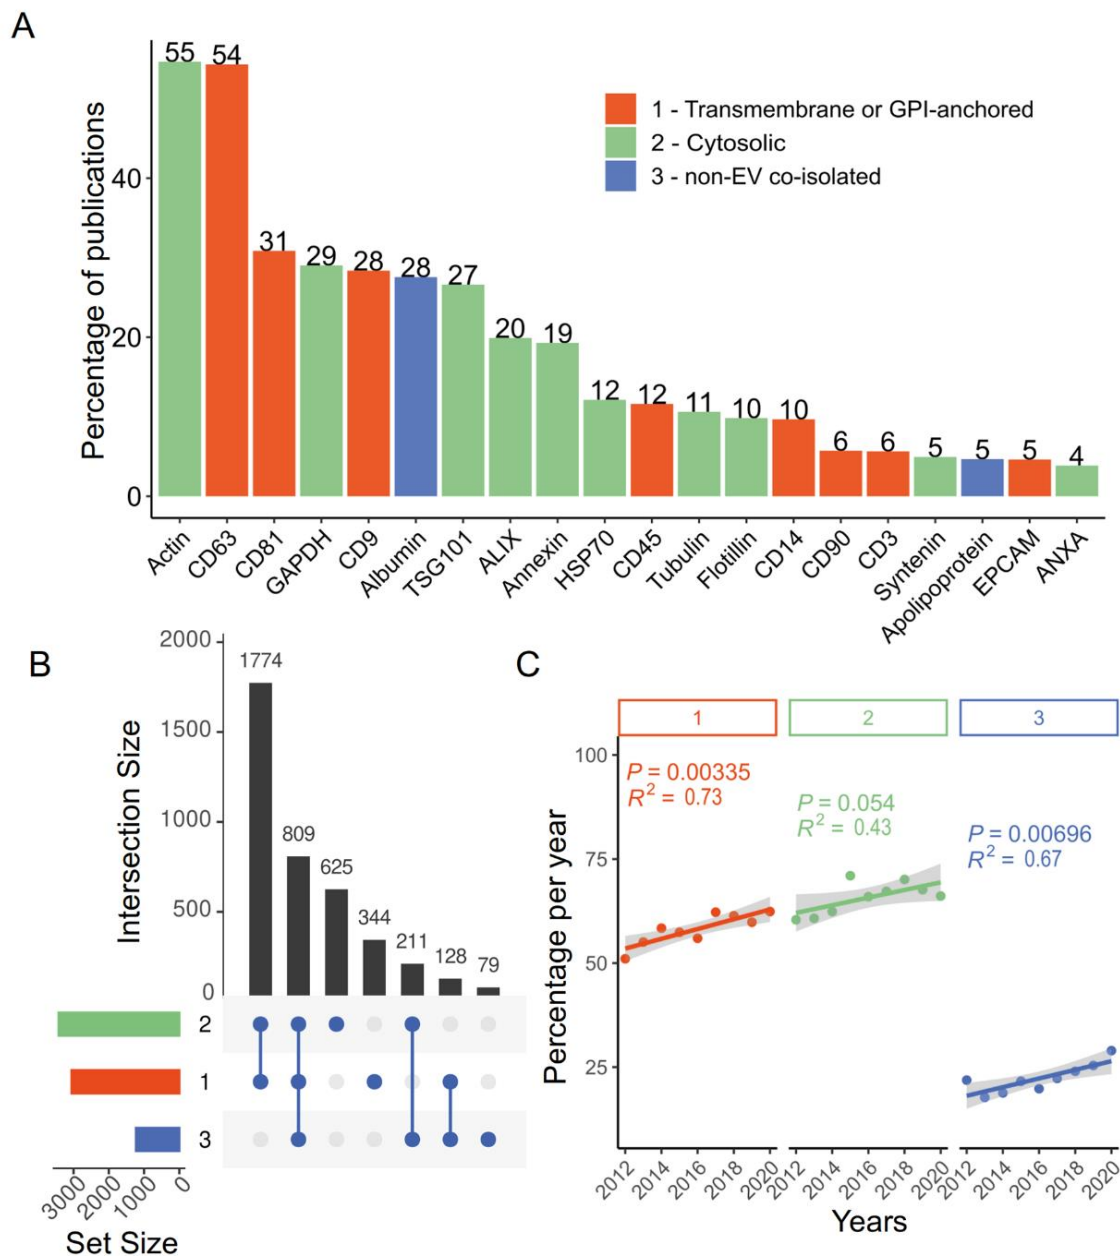 A
Percentage of publications
40
20
0
55 54 31 29 28 28 27 20 19 12 12 11 10 10 6 6 5 5 5 4
1 - Transmembrane or GPI-anchored
2 - Cytosolic
3 - non-EV co-isolated
Actin CD63 CD81 GAPDH CD9 Albumin TSG101 ALIX Annexin HSP70 CD45 Tubulin Flotillin CD14 CD90 CD3 Syntenin Apolipoprotein EPCAM ANXA
B
Intersection Size
2000
1500
1000
500
0
1774 809 625 344 211 128 79
2
1
3
3000 2000 1000 0
Set Size
C
Percentage per year
100
75
50
25
1
P = 0.00335
R² = 0.73
2
P = 0.054
R² = 0.43
3
P = 0.00696
R² = 0.67
2012 2014 2016 2018 2020 2012 2014 2016 2018 2020 2012 2014 2016 2018 2020
Years